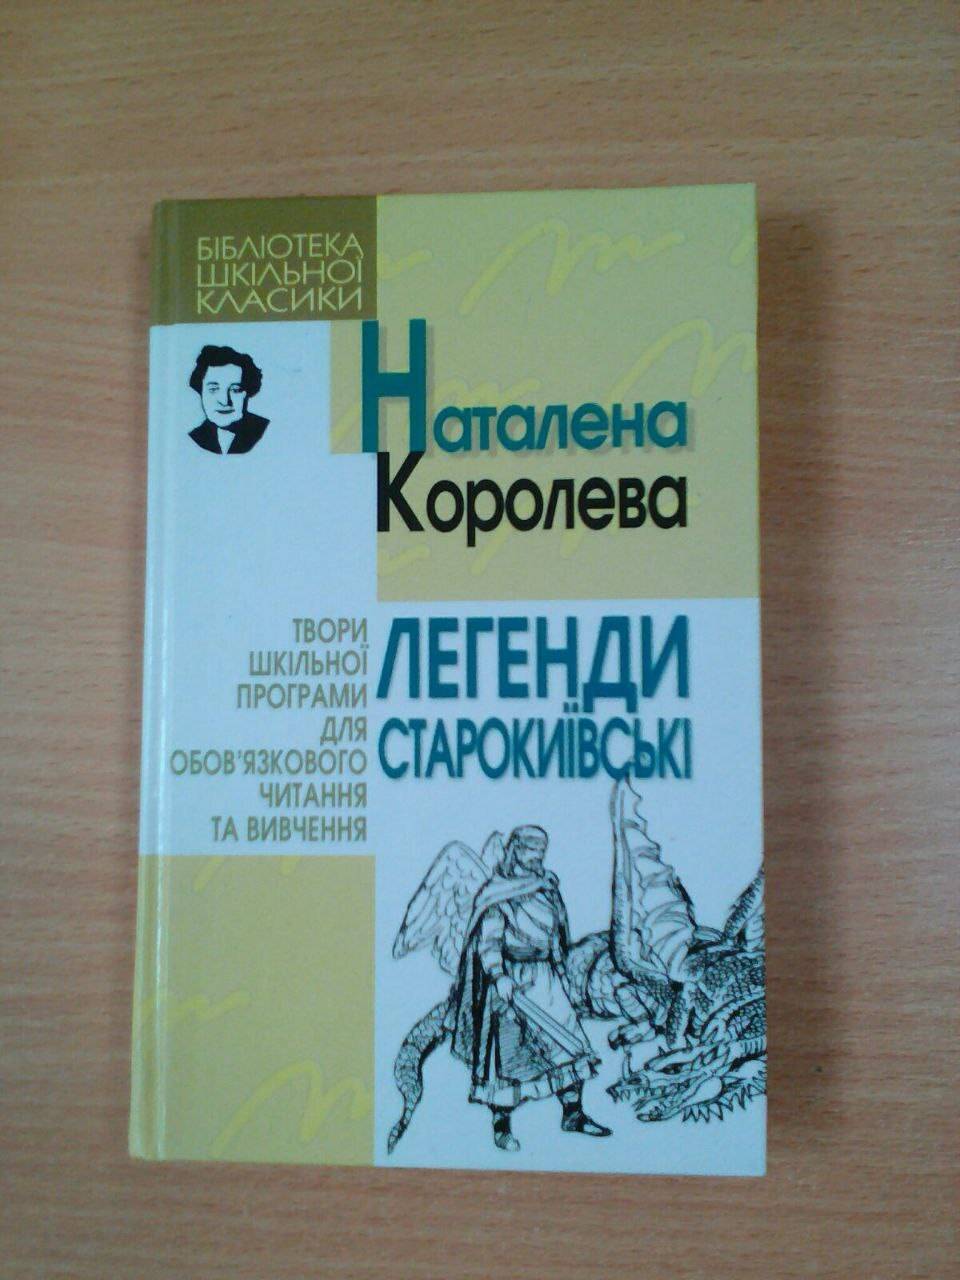 БІБЛІОТЕКА
ШКІЛЬНОЇ
КЛАСИКИ
Наталена
Королева
ТВОРИ
ШКІЛЬНОЇ
ПРОГРАМИ
ДЛЯ
ОБОВ'ЯЗКОВОГО
ЧИТАННЯ
ТА ВИВЧЕННЯ
ЛЕГЕНДИ
СТАРОКИЇВСЬКІ